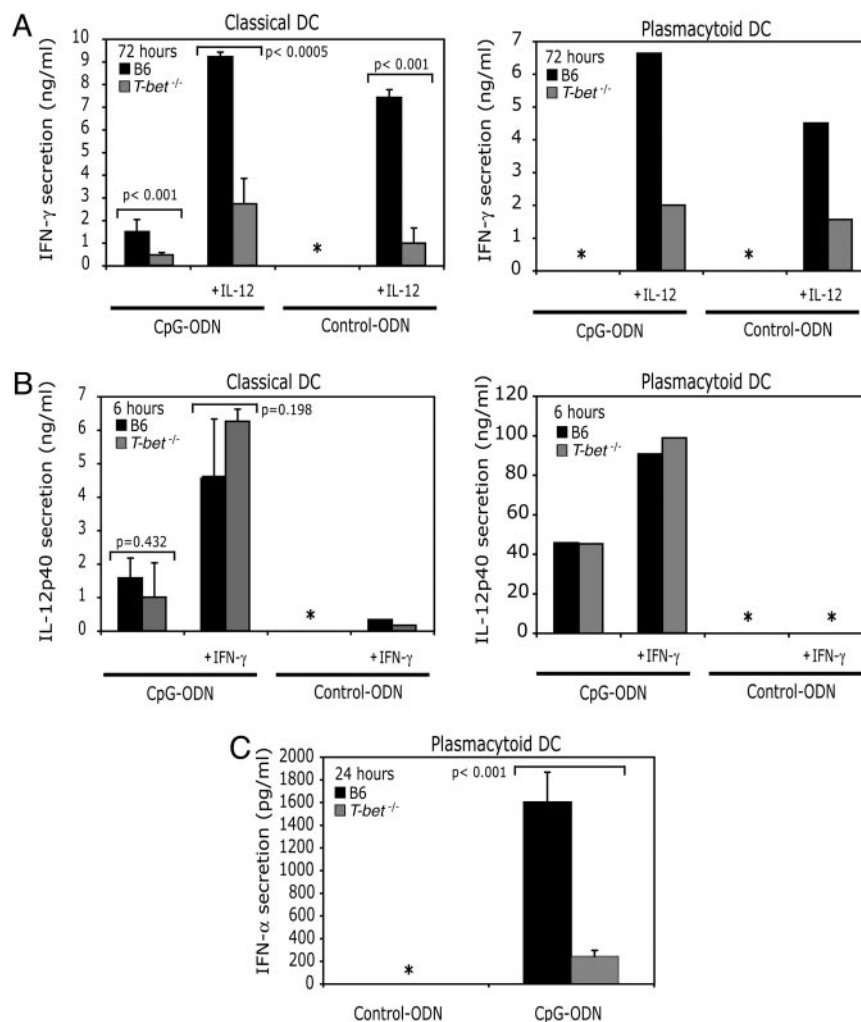 A
Classical DC
IFN-γ secretion (ng/ml)
10
9
8
7
6
5
4
3
2
1
0
72 hours
B6
T-bet -/-
p< 0.001
p< 0.0005
p< 0.001
*
+IL-12
+IL-12
CpG-ODN
Control-ODN
Plasmacytoid DC
IFN-γ secretion (ng/ml)
7
6
5
4
3
2
1
0
72 hours
B6
T-bet -/-
*
*
+IL-12
+IL-12
CpG-ODN
Control-ODN
B
Classical DC
IL-12p40 secretion (ng/ml)
7
6
5
4
3
2
1
0
6 hours
B6
T-bet -/-
p=0.432
p=0.198
*
+IFN-γ
+IFN-γ
CpG-ODN
Control-ODN
Plasmacytoid DC
IL-12p40 secretion (ng/ml)
120
100
80
60
40
20
0
6 hours
B6
T-bet -/-
*
*
+IFN-γ
+IFN-γ
CpG-ODN
Control-ODN
C
Plasmacytoid DC
IFN-α secretion (pg/ml)
2000
1800
1600
1400
1200
1000
800
600
400
200
0
24 hours
B6
T-bet -/-
p< 0.001
*
Control-ODN
CpG-ODN